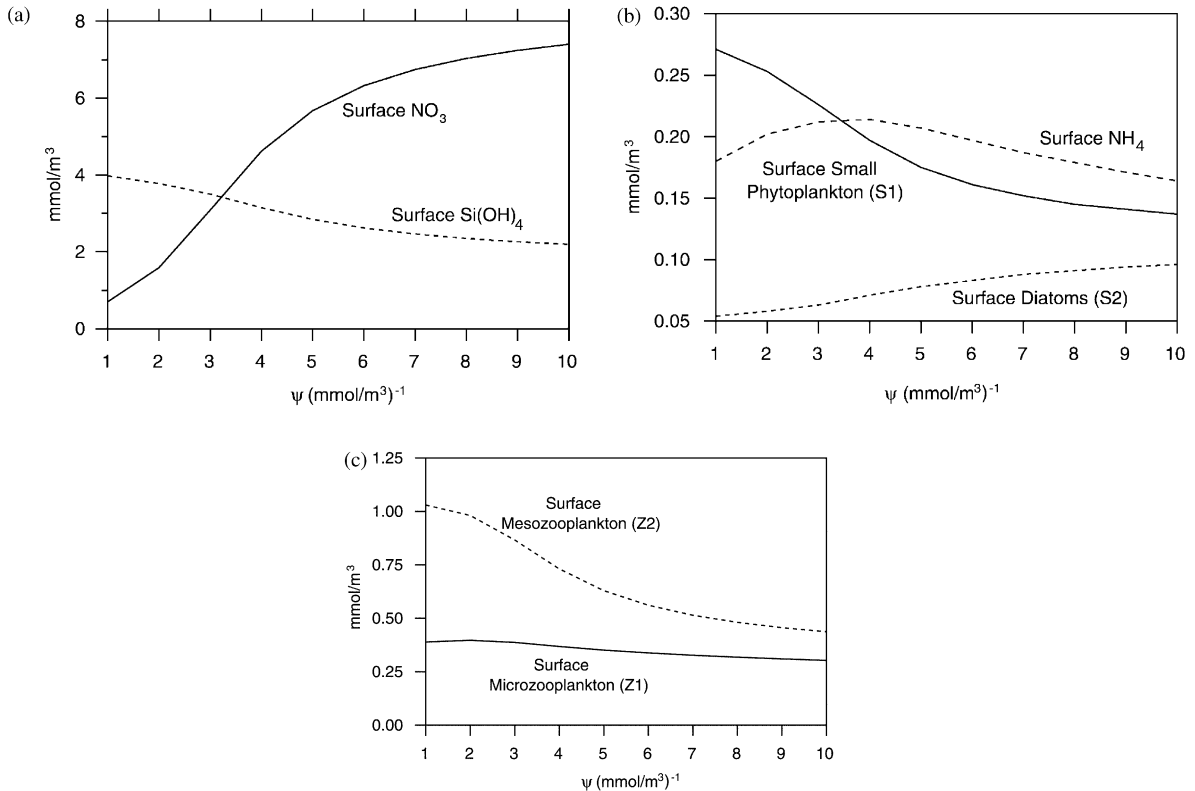 (a)
8
6
4
2
0
mmol/m³
Surface NO₃
Surface Si(OH)₄
1 2 3 4 5 6 7 8 9 10
ψ (mmol/m³)⁻¹
(b)
0.30
0.25
0.20
0.15
0.10
0.05
mmol/m³
Surface NH₄
Surface Small
Phytoplankton (S1)
Surface Diatoms (S2)
1 2 3 4 5 6 7 8 9 10
ψ (mmol/m³)⁻¹
(c)
1.25
1.00
0.75
0.50
0.25
0.00
mmol/m³
Surface
Mesozooplankton (Z2)
Surface
Microzooplankton (Z1)
1 2 3 4 5 6 7 8 9 10
ψ (mmol/m³)⁻¹